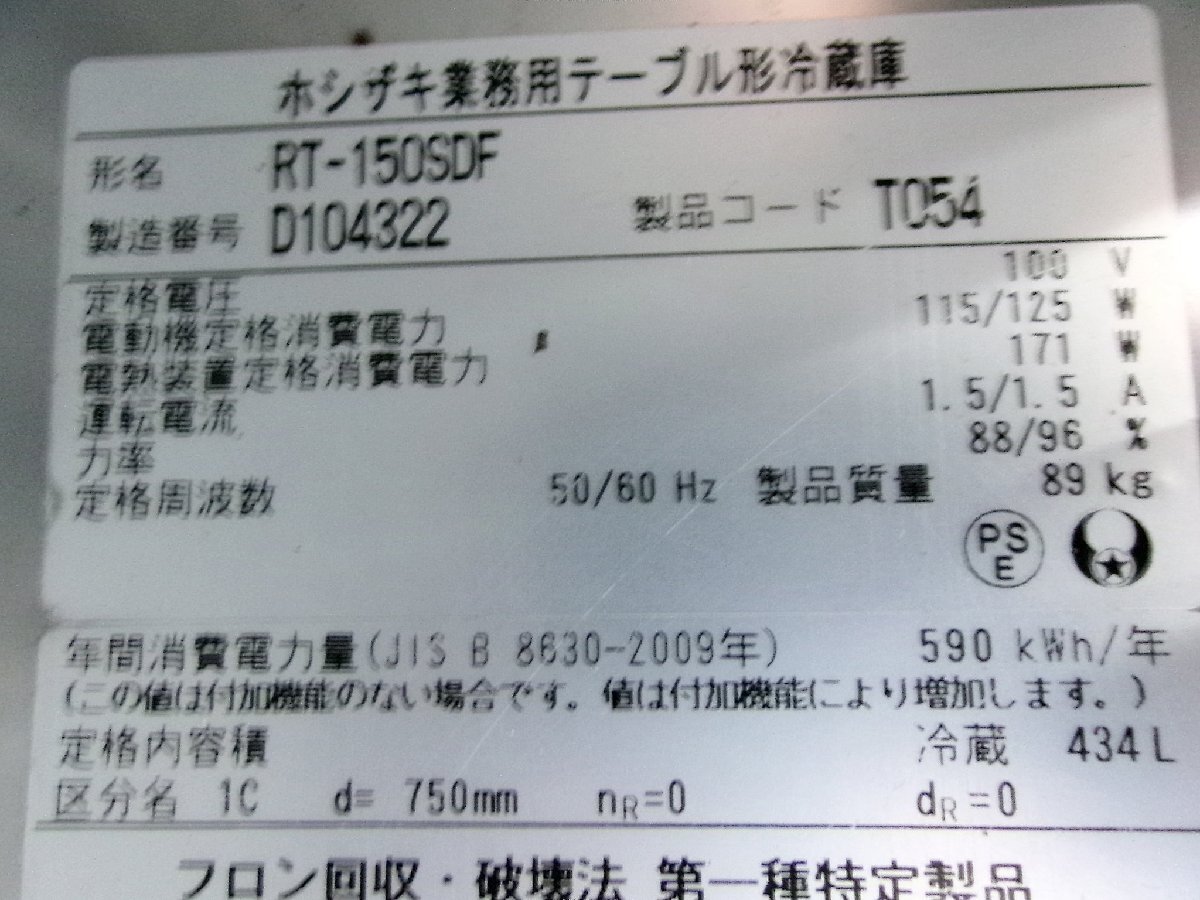 ホシザキ業務用テーブル形冷蔵庫
形名 RT-150SDF
製造番号 D104322 製品コード T054
定格電圧 100 V
電動機定格消費電力 115/125 W
電熱装置定格消費電力 171 W
運転電流 1.5/1.5 A
力率 88/96 %
定格周波数 50/60 Hz 製品質量 89 kg
PS
E
年間消費電力量(JIS B 8630-2009年) 590 kWh/年
(この値は付加機能のない場合です。値は付加機能により増加します。)
定格内容積 冷蔵 434L
区分名 1C d= 750mm nR=0 dR=0
フロン回収・破壊法 第一種特定製品